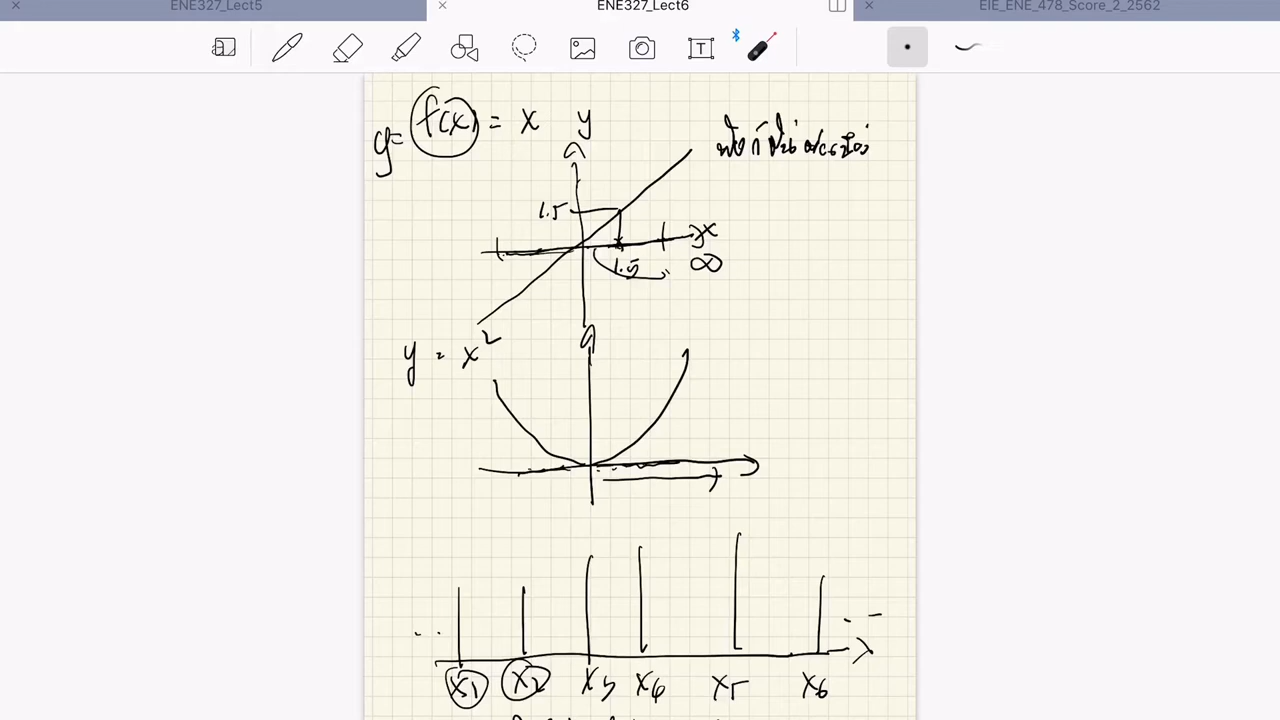 ENE327_Lect5
ENE327_Lect6
EIE_ENE_478_Score_2_2562
T
y= f(x) = x
y
1.5
x
1.5
∞
y = x²
x1 x2 x3 x4 x5 x6